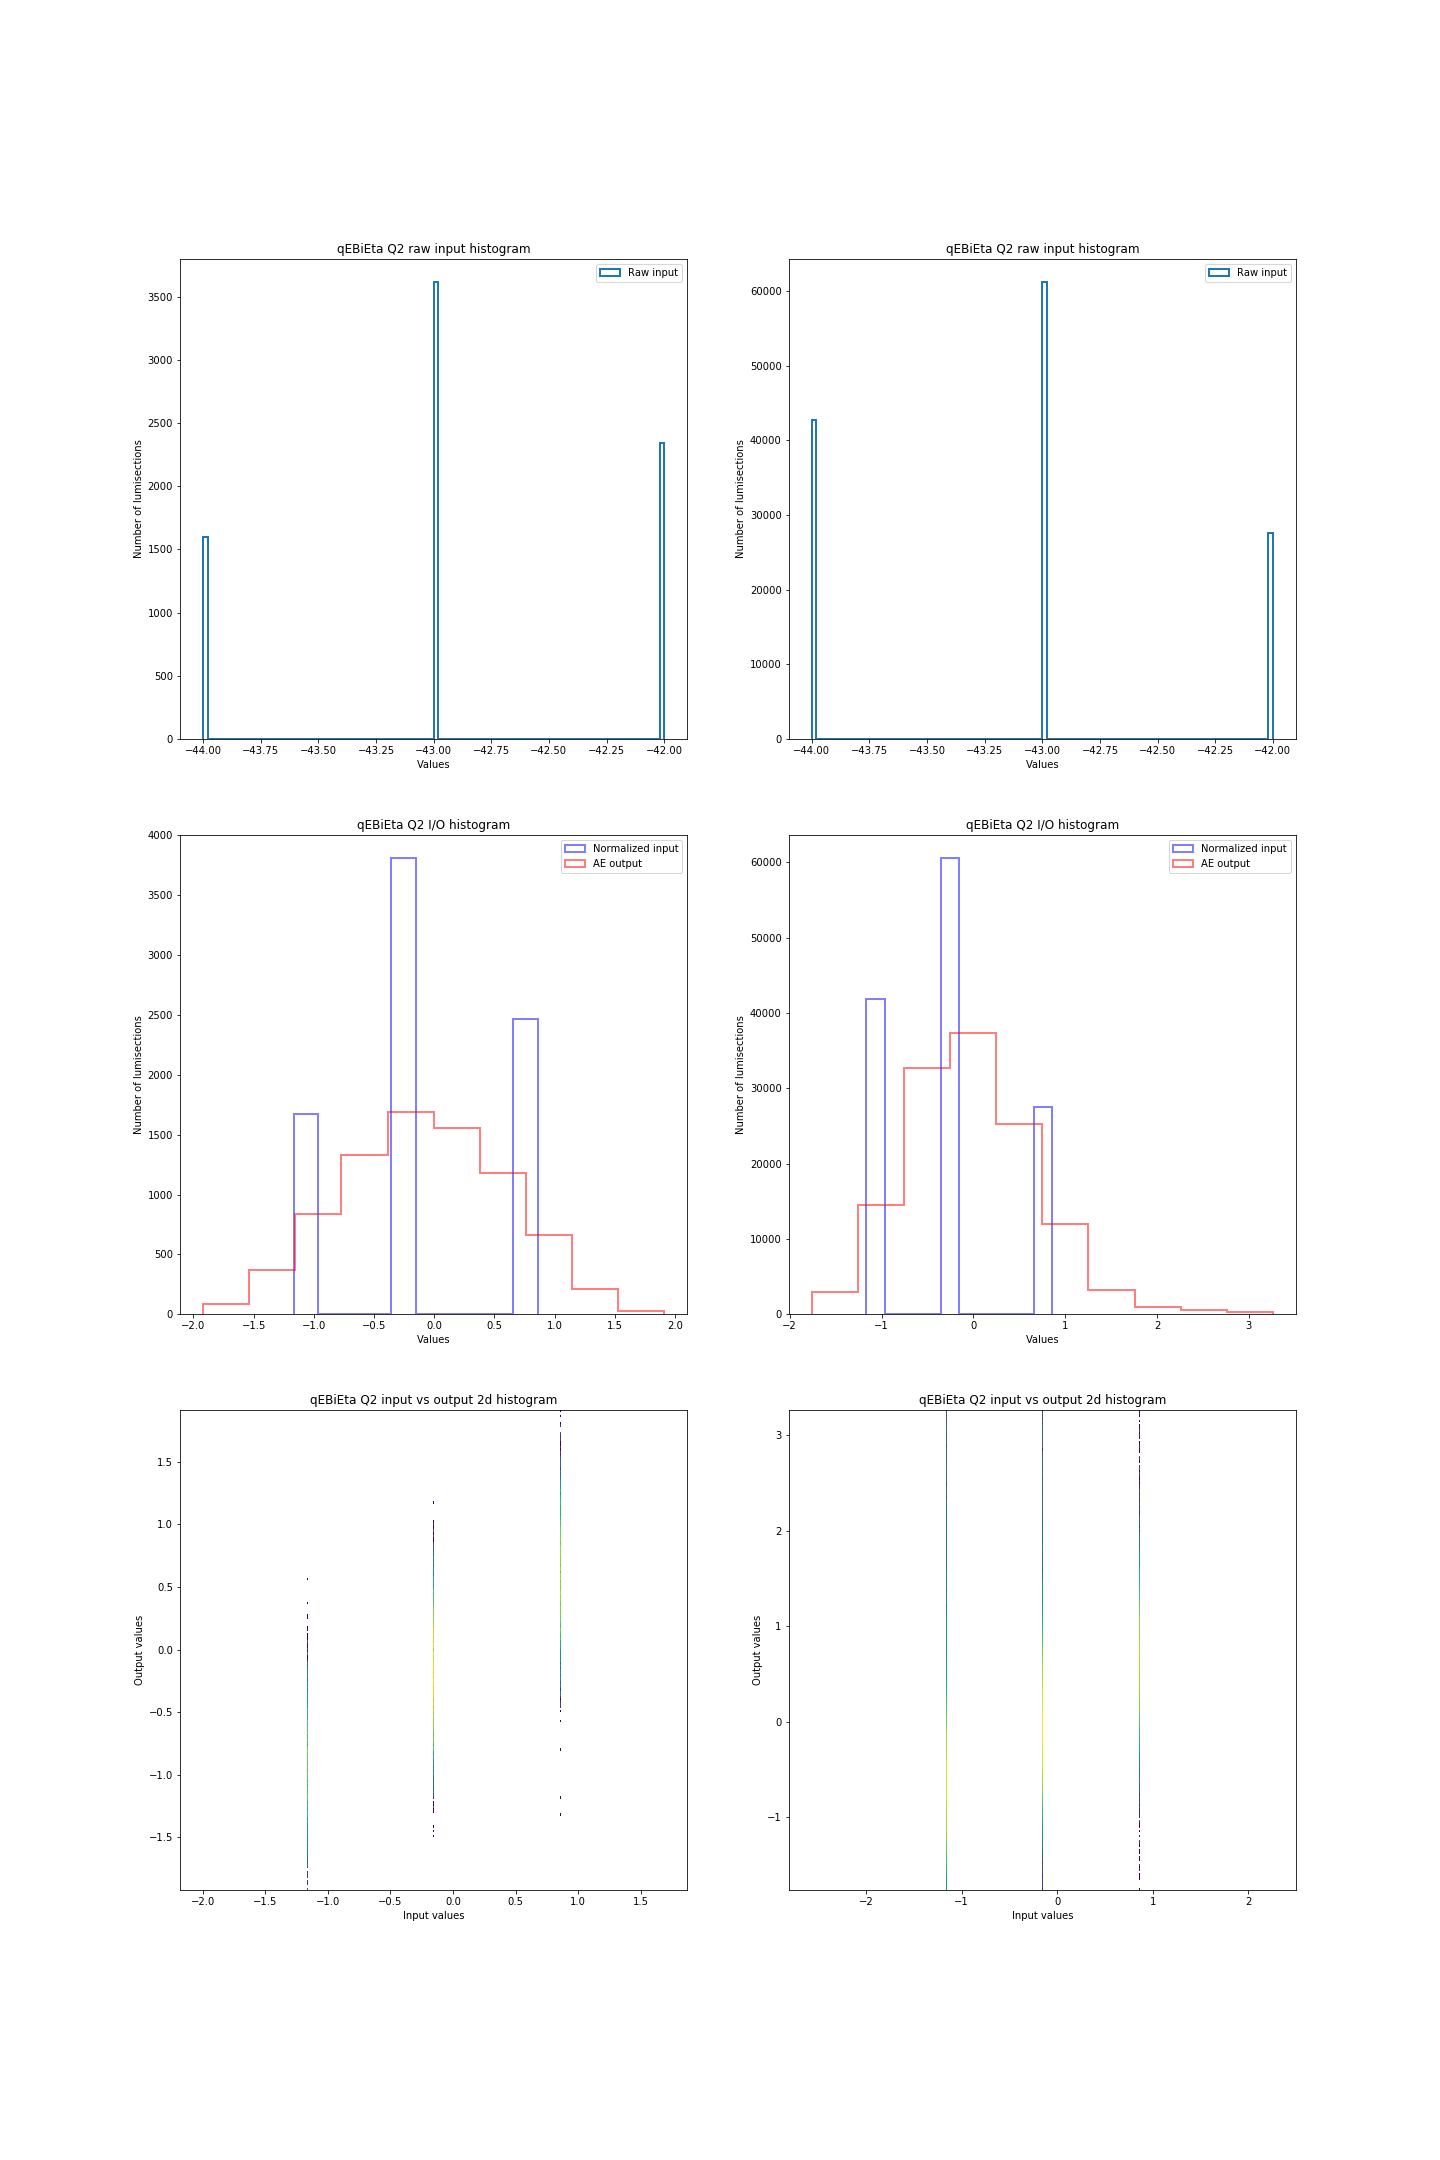 qEBiEta Q2 raw input histogram
Raw input
Number of lumisections
3500
3000
2500
2000
1500
1000
500
0
−44.00 −43.75 −43.50 −43.25 −43.00 −42.75 −42.50 −42.25 −42.00
Values
qEBiEta Q2 raw input histogram
Raw input
Number of lumisections
60000
50000
40000
30000
20000
10000
0
−44.00 −43.75 −43.50 −43.25 −43.00 −42.75 −42.50 −42.25 −42.00
Values
qEBiEta Q2 I/O histogram
Normalized input
AE output
Number of lumisections
4000
3500
3000
2500
2000
1500
1000
500
0
−2.0 −1.5 −1.0 −0.5 0.0 0.5 1.0 1.5 2.0
Values
qEBiEta Q2 I/O histogram
Normalized input
AE output
Number of lumisections
60000
50000
40000
30000
20000
10000
0
−2 −1 0 1 2 3
Values
qEBiEta Q2 input vs output 2d histogram
Output values
1.5
1.0
0.5
0.0
−0.5
−1.0
−1.5
−2.0 −1.5 −1.0 −0.5 0.0 0.5 1.0 1.5
Input values
qEBiEta Q2 input vs output 2d histogram
Output values
3
2
1
0
−1
−2 −1 0 1 2
Input values